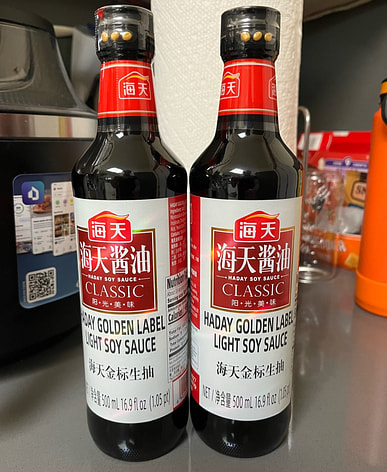 海天
海天
海天
海天酱油
HADAY SOY SAUCE
CLASSIC
阳·光·美·味
HADAY GOLDEN LABEL
LIGHT SOY SAUCE
海天金标生抽
净含量 500 mL 16.9 fl oz (1.05 pt)
海天
海天酱油
HADAY SOY SAUCE
CLASSIC
阳·光·美·味
HADAY GOLDEN LABEL
LIGHT SOY SAUCE
海天金标生抽
NET / 净含量 500 mL 16.9 fl oz (1.05